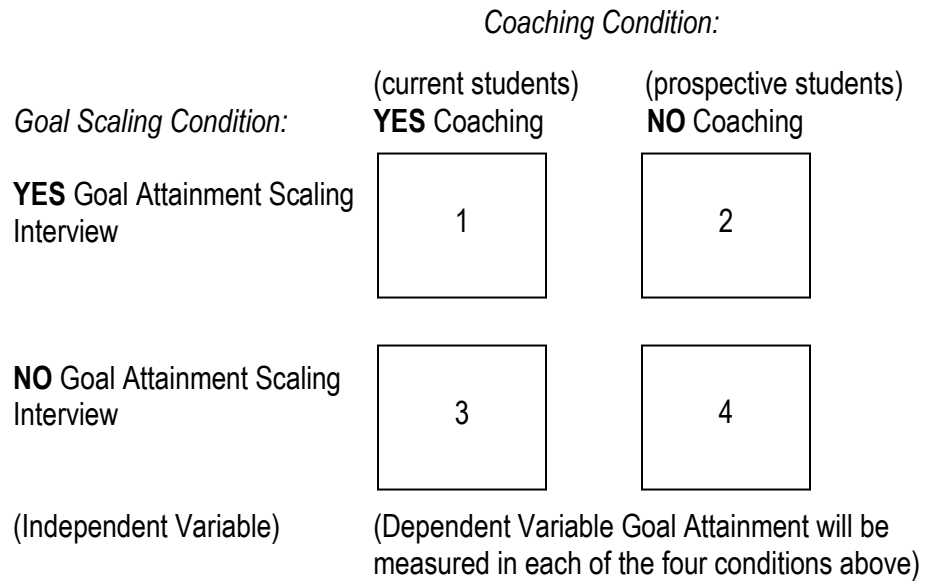 Coaching Condition:
(current students) (prospective students)
Goal Scaling Condition: YES Coaching NO Coaching
YES Goal Attainment Scaling
Interview
1 2
NO Goal Attainment Scaling
Interview
3 4
(Independent Variable) (Dependent Variable Goal Attainment will be
measured in each of the four conditions above)